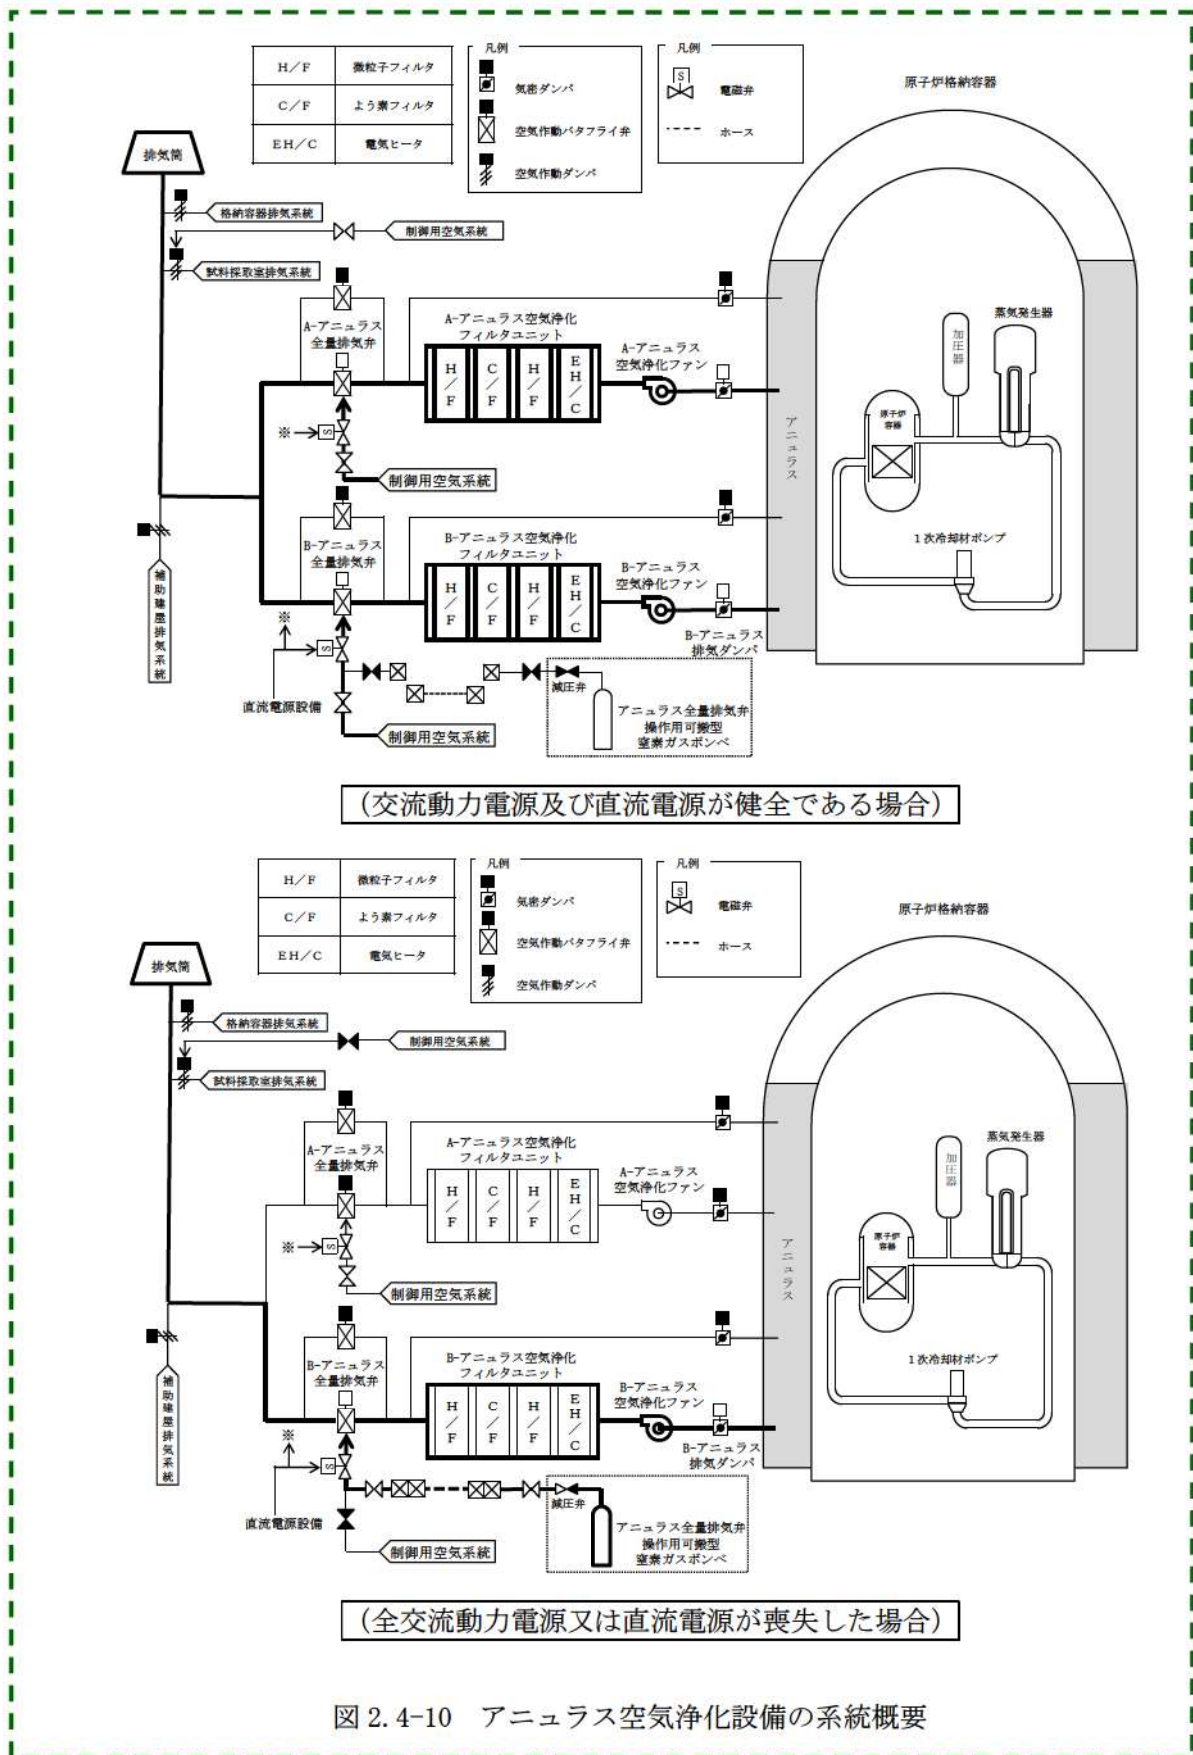 H／F 微粒子フィルタ
C／F よう素フィルタ
EH／C 電気ヒータ
凡例
気密ダンパ
空気作動バタフライ弁
空気作動ダンパ
凡例
S
電磁弁
ホース
原子炉格納容器
排気筒
格納容器排気系統
制御用空気系統
試料採取室排気系統
A-アニュラス
全量排気弁
A-アニュラス空気浄化
フィルタユニット
H／F
C／F
H／F
EH／C
A-アニュラス
空気浄化ファン
アニュラス
加圧器
蒸気発生器
原子炉
容器
1次冷却材ポンプ
※
S
制御用空気系統
B-アニュラス
全量排気弁
B-アニュラス空気浄化
フィルタユニット
H／F
C／F
H／F
EH／C
B-アニュラス
空気浄化ファン
B-アニュラス
排気ダンパ
補助建屋排気系統
※
S
直流電源設備
制御用空気系統
減圧弁
アニュラス全量排気弁
操作用可搬型
窒素ガスボンベ
（交流動力電源及び直流電源が健全である場合）
H／F 微粒子フィルタ
C／F よう素フィルタ
EH／C 電気ヒータ
凡例
気密ダンパ
空気作動バタフライ弁
空気作動ダンパ
凡例
S
電磁弁
ホース
原子炉格納容器
排気筒
格納容器排気系統
制御用空気系統
試料採取室排気系統
A-アニュラス
全量排気弁
A-アニュラス空気浄化
フィルタユニット
H／F
C／F
H／F
EH／C
A-アニュラス
空気浄化ファン
アニュラス
加圧器
蒸気発生器
原子炉
容器
1次冷却材ポンプ
※
S
制御用空気系統
B-アニュラス
全量排気弁
B-アニュラス空気浄化
フィルタユニット
H／F
C／F
H／F
EH／C
B-アニュラス
空気浄化ファン
B-アニュラス
排気ダンパ
補助建屋排気系統
※
S
直流電源設備
制御用空気系統
減圧弁
アニュラス全量排気弁
操作用可搬型
窒素ガスボンベ
（全交流動力電源又は直流電源が喪失した場合）
図 2.4-10　アニュラス空気浄化設備の系統概要